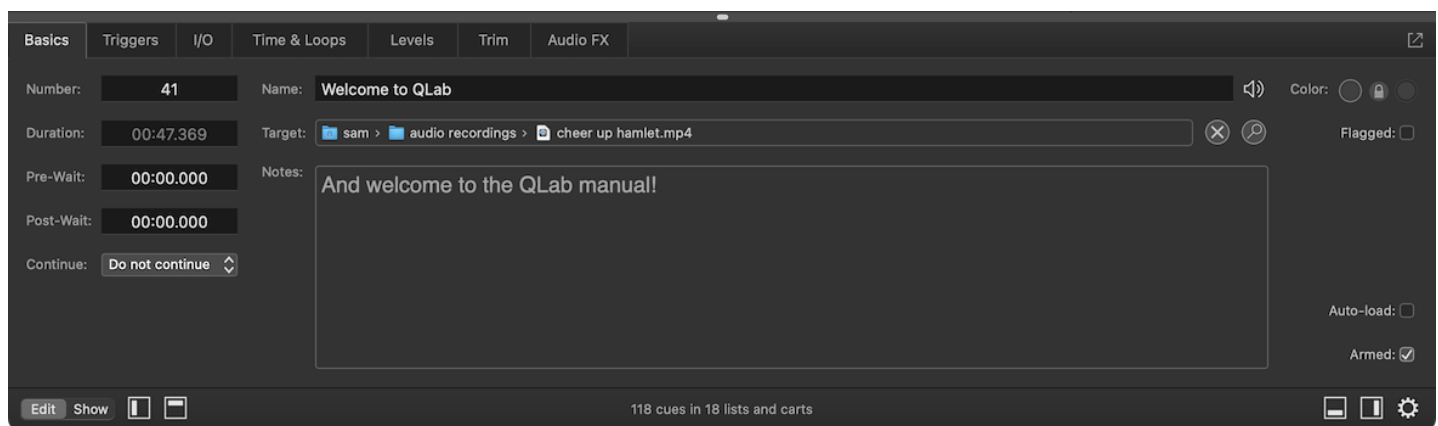 Basics Triggers I/O Time & Loops Levels Trim Audio FX
Number: 41 Name: Welcome to QLab Color:
Duration: 00:47.369 Target: sam > audio recordings > cheer up hamlet.mp4 Flagged:
Pre-Wait: 00:00.000 Notes: And welcome to the QLab manual!
Post-Wait: 00:00.000
Continue: Do not continue
Auto-load:
Armed:
Edit Show 118 cues in 18 lists and carts